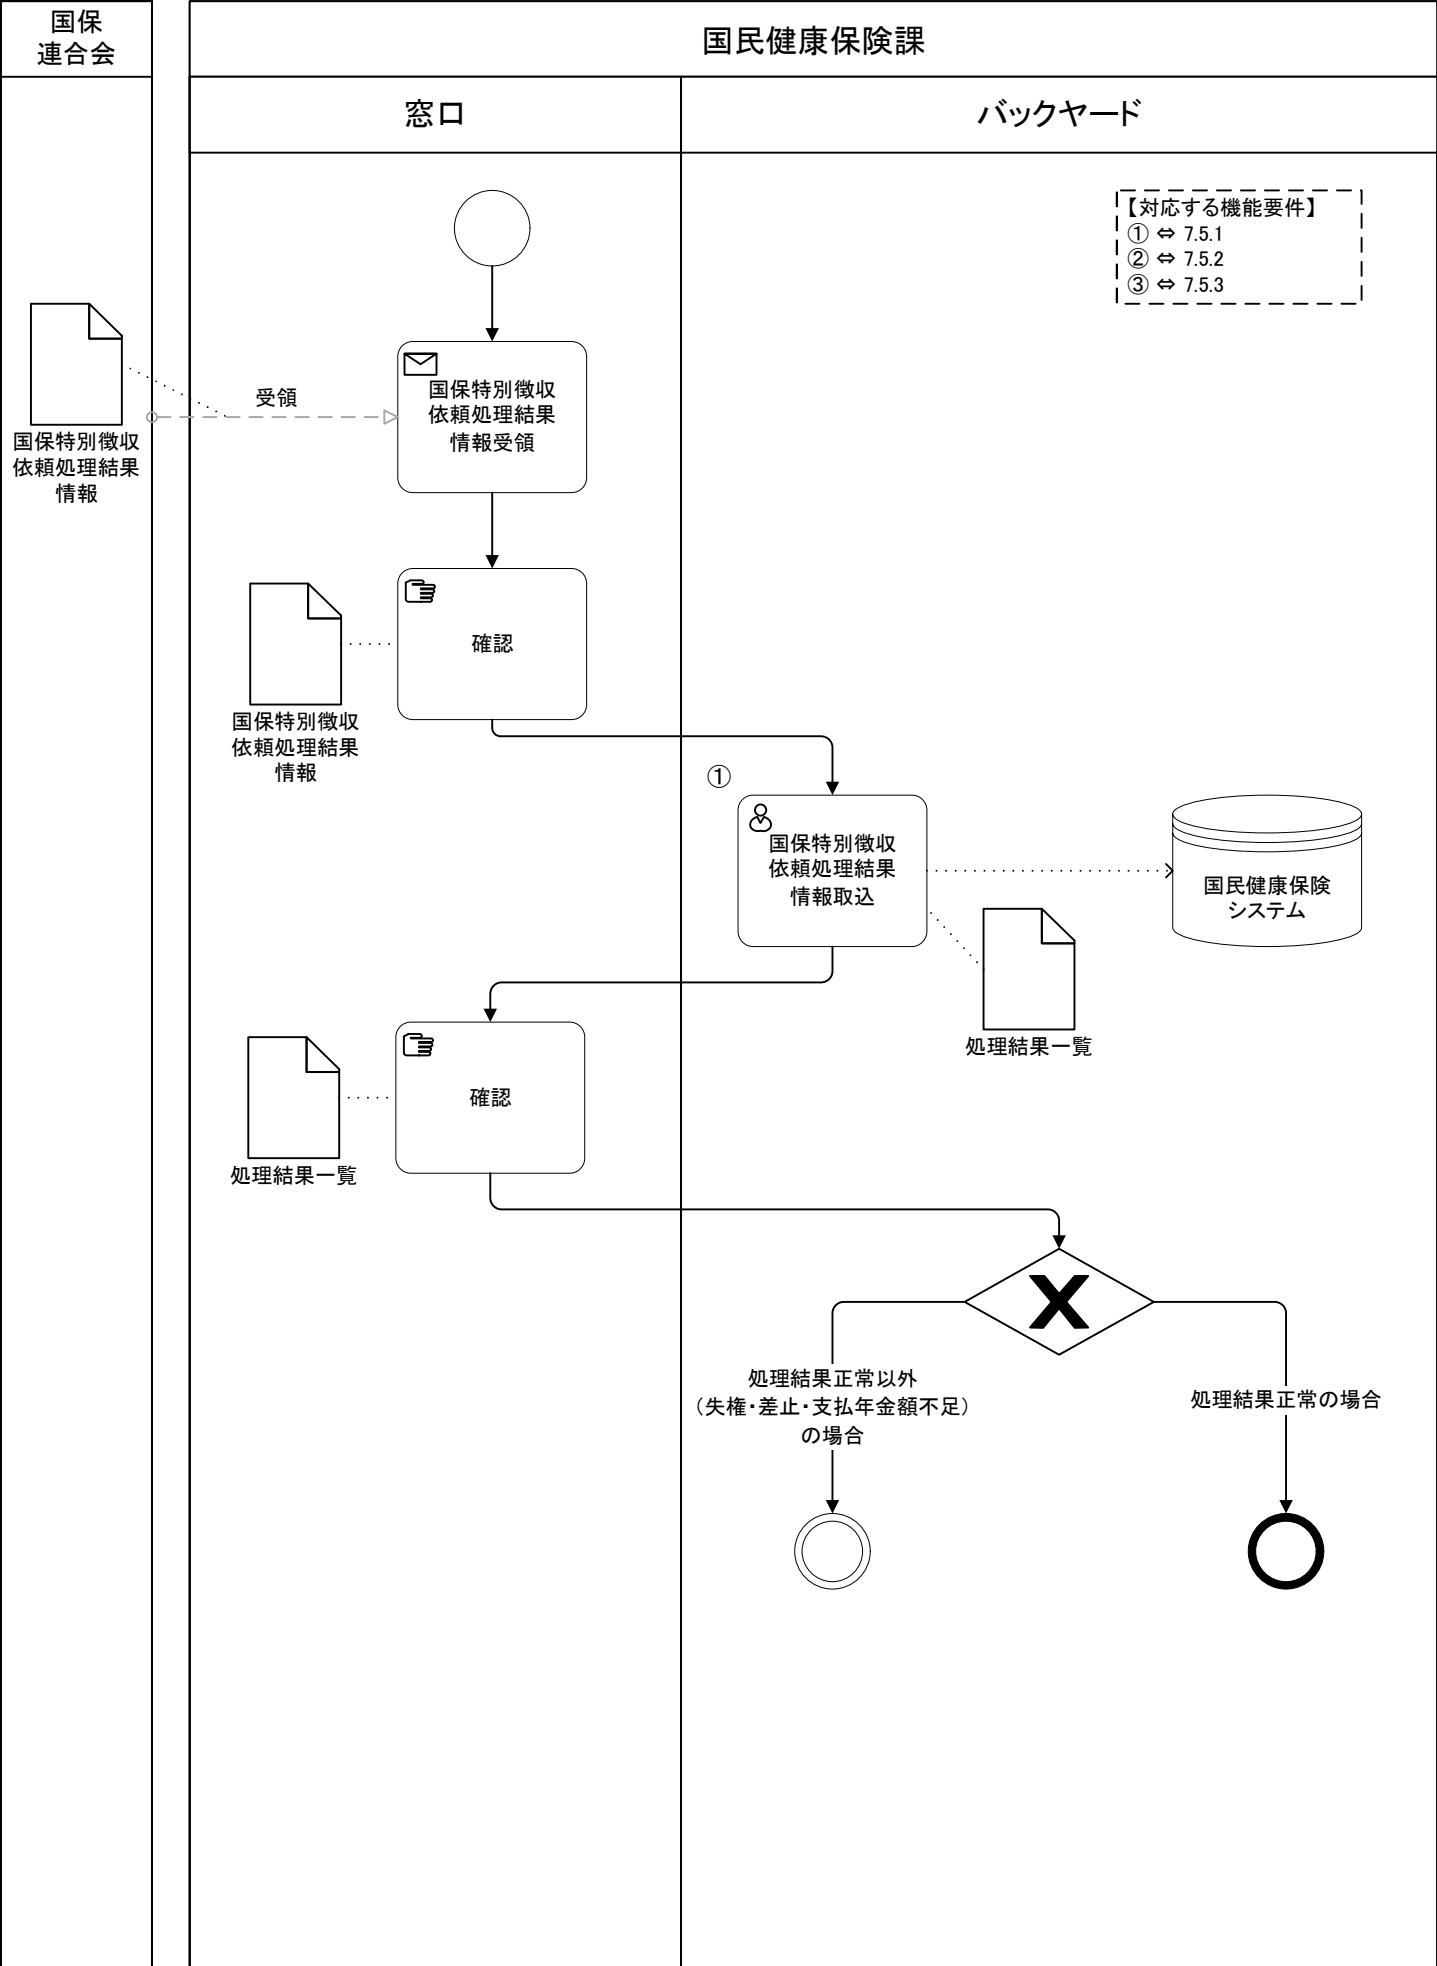 国保
連合会
国民健康保険課
窓口
バックヤード
【対応する機能要件】
① ⇔ 7.5.1
② ⇔ 7.5.2
③ ⇔ 7.5.3
国保特別徴収
依頼処理結果
情報
受領
国保特別徴収
依頼処理結果
情報受領
国保特別徴収
依頼処理結果
情報
確認
①
国保特別徴収
依頼処理結果
情報取込
国民健康保険
システム
処理結果一覧
処理結果一覧
確認
処理結果正常以外
（失権・差止・支払年金額不足）
の場合
処理結果正常の場合